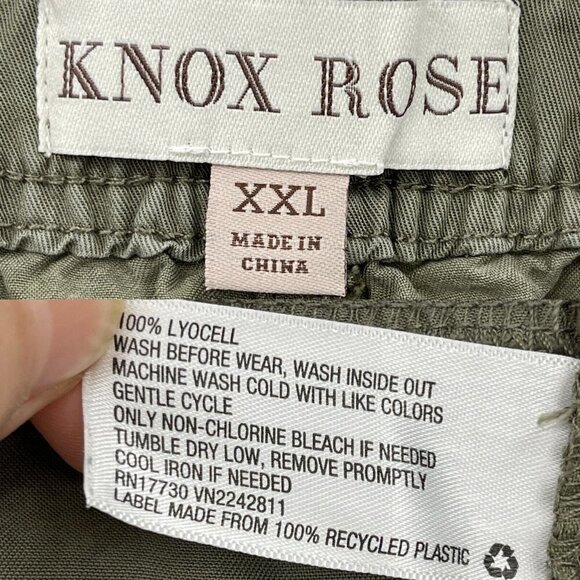 KNOX ROSE
XXL
MADE IN
CHINA
100% LYOCELL
WASH BEFORE WEAR, WASH INSIDE OUT
MACHINE WASH COLD WITH LIKE COLORS
GENTLE CYCLE
ONLY NON-CHLORINE BLEACH IF NEEDED
TUMBLE DRY LOW, REMOVE PROMPTLY
COOL IRON IF NEEDED
RN17730 VN2242811
LABEL MADE FROM 100% RECYCLED PLASTIC